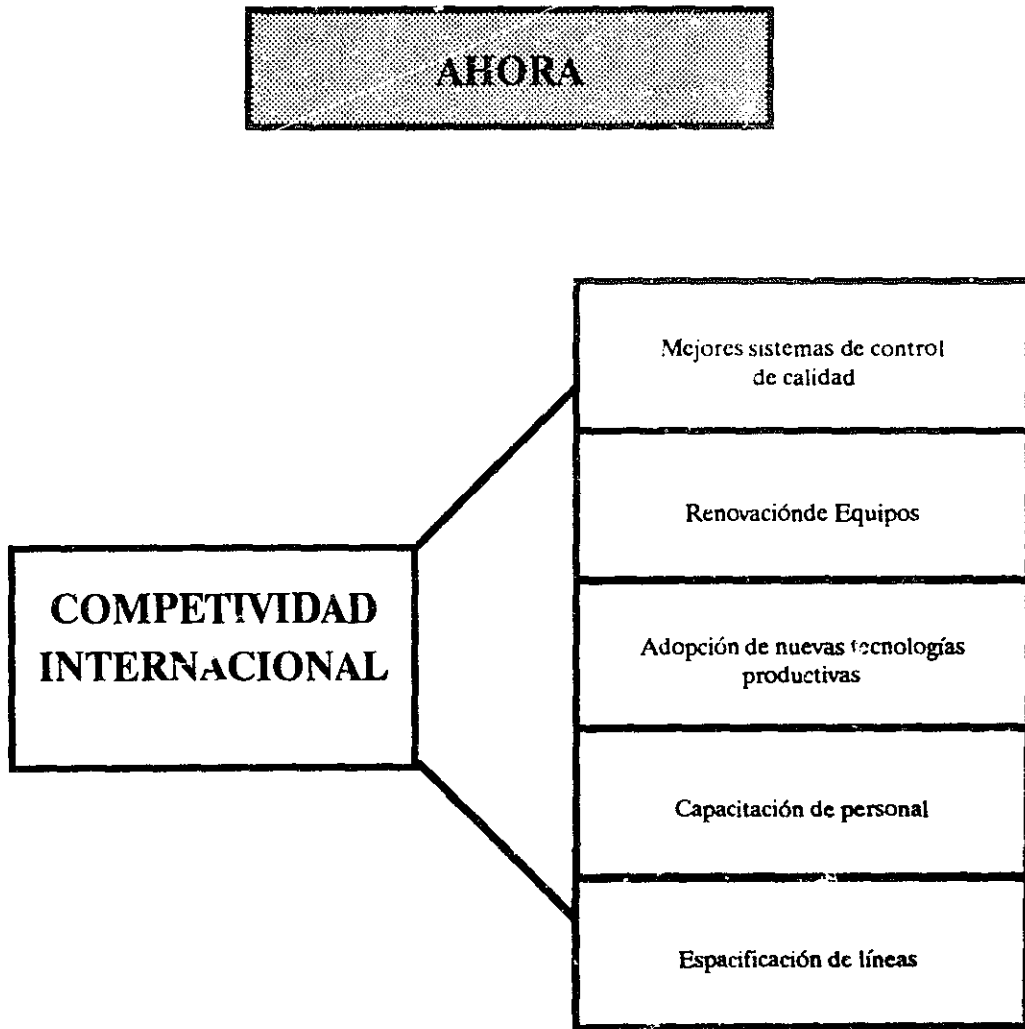 AHORA
Mejores sistemas de control
de calidad
Renovaciónde Equipos
COMPETIVIDAD
INTERNACIONAL
Adopción de nuevas tecnologías
productivas
Capacitación de personal
Espacificación de líneas